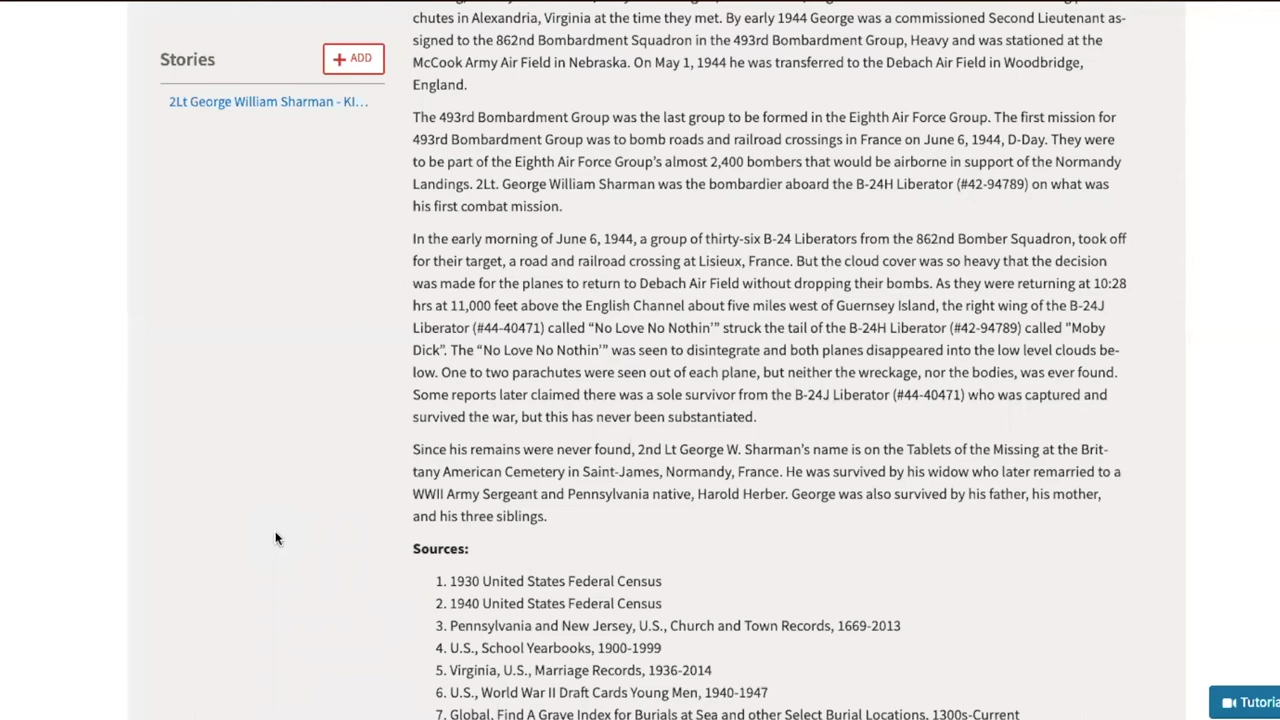 chutes in Alexandria, Virginia at the time they met. By early 1944 George was a commissioned Second Lieutenant as-
signed to the 862nd Bombardment Squadron in the 493rd Bombardment Group, Heavy and was stationed at the
McCook Army Air Field in Nebraska. On May 1, 1944 he was transferred to the Debach Air Field in Woodbridge,
England.
Stories
+ ADD
2Lt George William Sharman - KI...
The 493rd Bombardment Group was the last group to be formed in the Eighth Air Force Group. The first mission for
493rd Bombardment Group was to bomb roads and railroad crossings in France on June 6, 1944, D-Day. They were
to be part of the Eighth Air Force Group's almost 2,400 bombers that would be airborne in support of the Normandy
Landings. 2Lt. George William Sharman was the bombardier aboard the B-24H Liberator (#42-94789) on what was
his first combat mission.
In the early morning of June 6, 1944, a group of thirty-six B-24 Liberators from the 862nd Bomber Squadron, took off
for their target, a road and railroad crossing at Lisieux, France. But the cloud cover was so heavy that the decision
was made for the planes to return to Debach Air Field without dropping their bombs. As they were returning at 10:28
hrs at 11,000 feet above the English Channel about five miles west of Guernsey Island, the right wing of the B-24J
Liberator (#44-40471) called “No Love No Nothin’” struck the tail of the B-24H Liberator (#42-94789) called "Moby
Dick”. The “No Love No Nothin’” was seen to disintegrate and both planes disappeared into the low level clouds be-
low. One to two parachutes were seen out of each plane, but neither the wreckage, nor the bodies, was ever found.
Some reports later claimed there was a sole survivor from the B-24J Liberator (#44-40471) who was captured and
survived the war, but this has never been substantiated.
Since his remains were never found, 2nd Lt George W. Sharman’s name is on the Tablets of the Missing at the Brit-
tany American Cemetery in Saint-James, Normandy, France. He was survived by his widow who later remarried to a
WWII Army Sergeant and Pennsylvania native, Harold Herber. George was also survived by his father, his mother,
and his three siblings.
Sources:
1. 1930 United States Federal Census
2. 1940 United States Federal Census
3. Pennsylvania and New Jersey, U.S., Church and Town Records, 1669-2013
4. U.S., School Yearbooks, 1900-1999
5. Virginia, U.S., Marriage Records, 1936-2014
6. U.S., World War II Draft Cards Young Men, 1940-1947
7. Global, Find A Grave Index for Burials at Sea and other Select Burial Locations, 1300s-Current
Tutoria